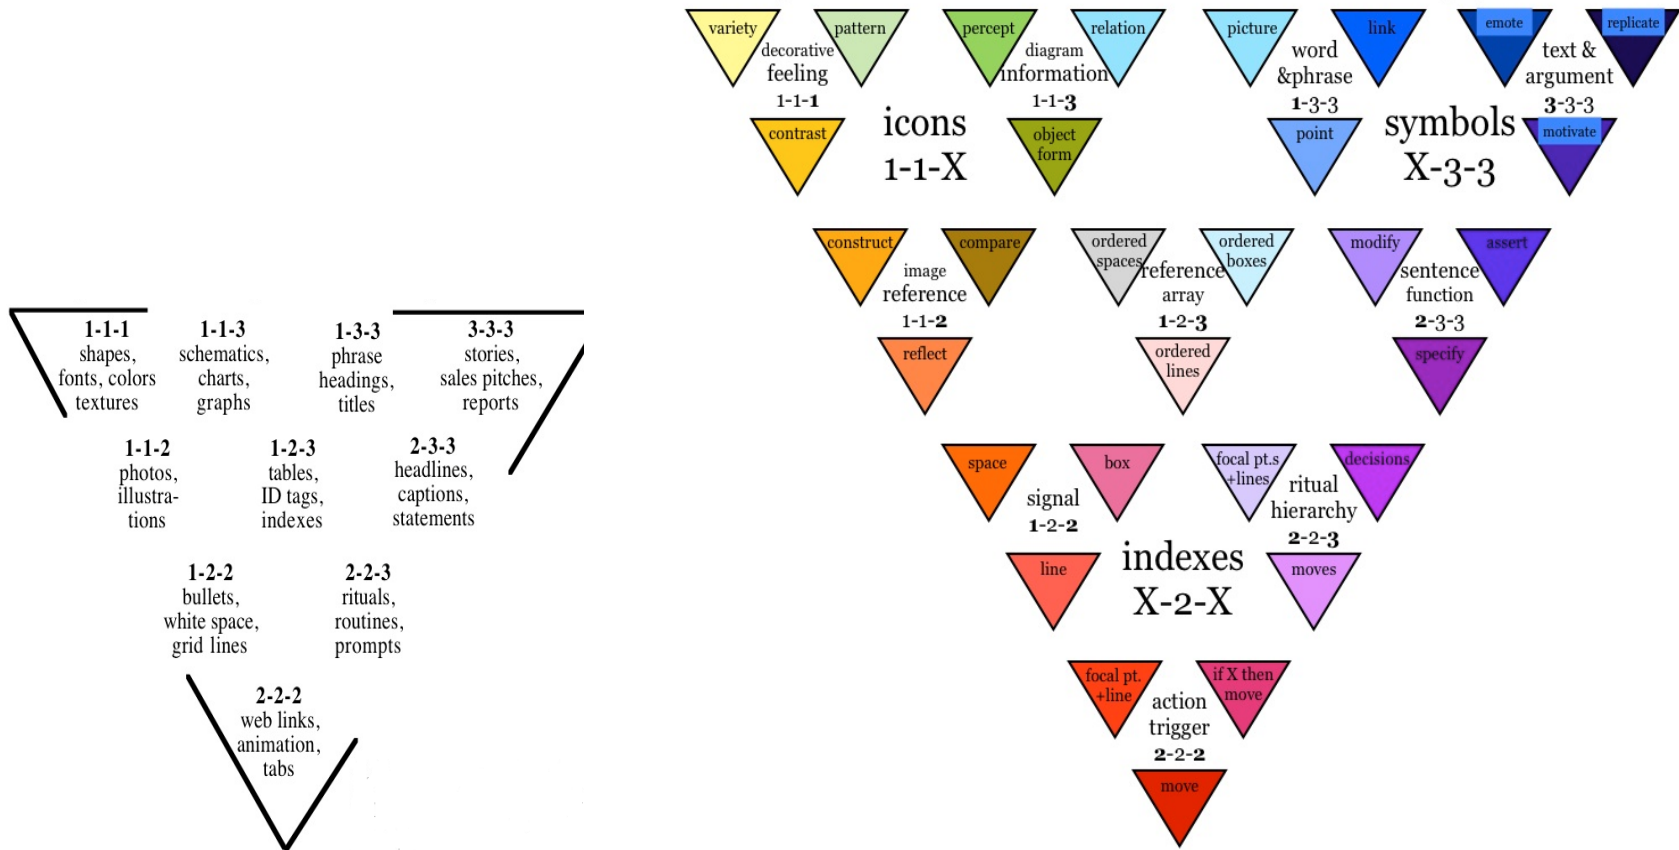 1-1-1
shapes,
fonts, colors
textures
1-1-3
schematics,
charts,
graphs
1-3-3
phrase
headings,
titles
3-3-3
stories,
sales pitches,
reports
1-1-2
photos,
illustra-
tions
1-2-3
tables,
ID tags,
indexes
2-3-3
headlines,
captions,
statements
1-2-2
bullets,
white space,
grid lines
2-2-3
rituals,
routines,
prompts
2-2-2
web links,
animation,
tabs
variety
pattern
decorative
feeling
1-1-1
contrast
percept
relation
diagram
information
1-1-3
object
form
icons
1-1-X
picture
link
word
&phrase
1-3-3
point
emote
replicate
text &
argument
3-3-3
motivate
symbols
X-3-3
construct
compare
image
reference
1-1-2
reflect
ordered
spaces
ordered
boxes
reference
array
1-2-3
ordered
lines
modify
assert
sentence
function
2-3-3
specify
space
box
signal
1-2-2
line
focal pt.s
+lines
decisions
ritual
hierarchy
2-2-3
moves
indexes
X-2-X
focal pt.
+line
if X then
move
action
trigger
2-2-2
move